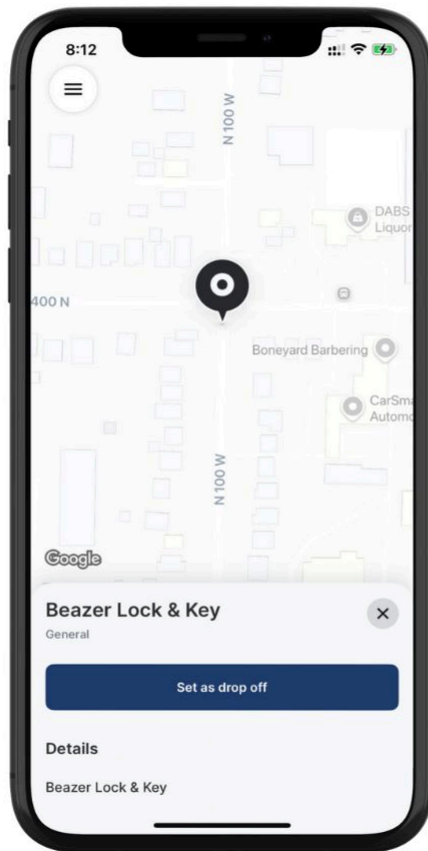 8:12
N 100 W
DABS
Liquor
400 N
Boneyard Barbering
CarSma
Automo
N 100 W
Google
Beazer Lock & Key
General
Set as drop off
Details
Beazer Lock & Key